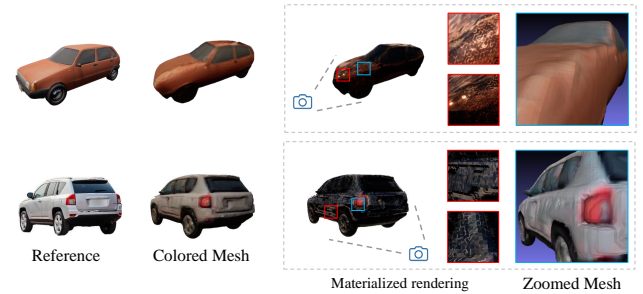 Reference
Colored Mesh
Materialized rendering
Zoomed Mesh